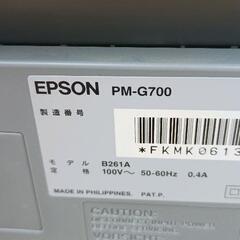 EPSON PM-G700
製造番号
*FKMK0613
モデル B261A
定格 100V～ 50-60Hz 0.4A
MADE IN PHILIPPINES. PAT.P.
VORSICHT